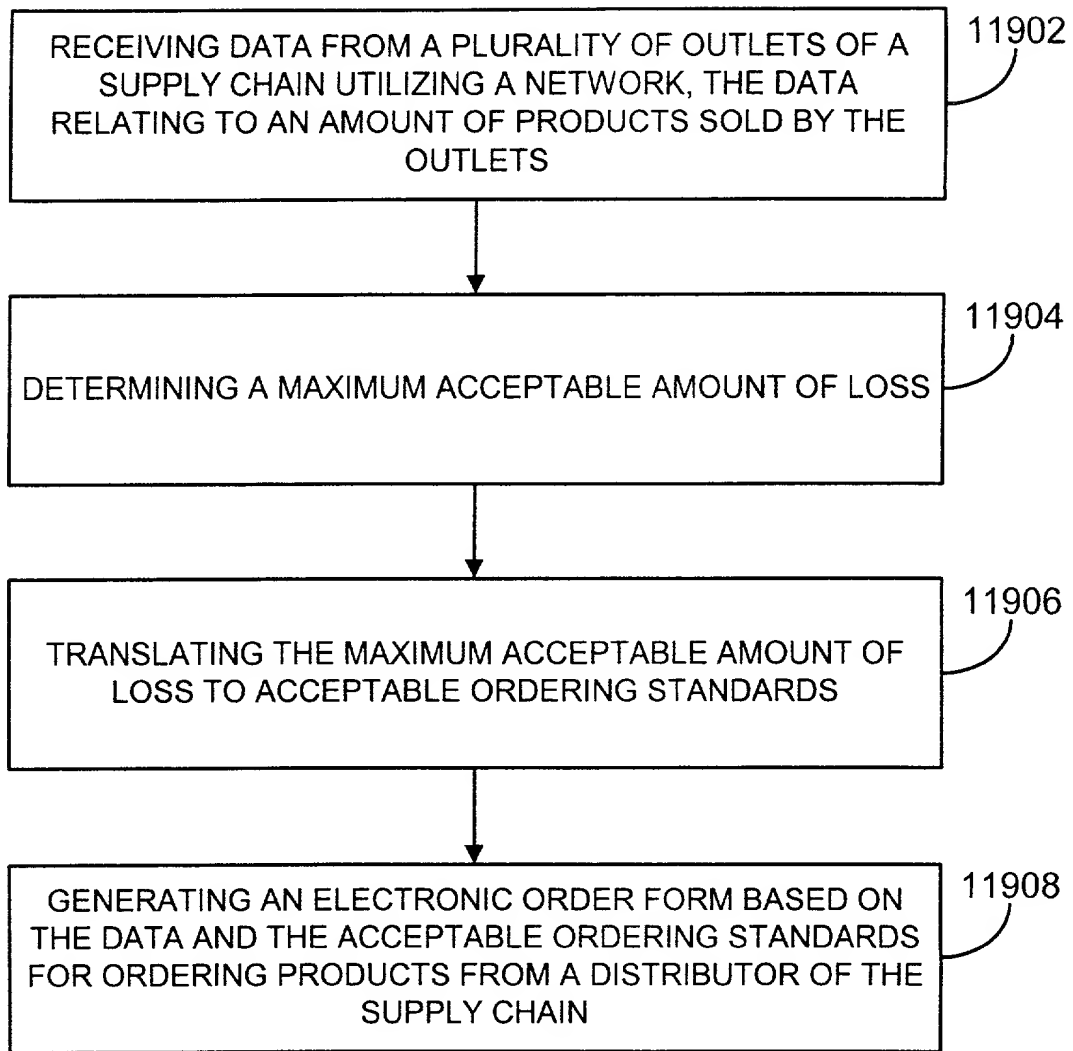 RECEIVING DATA FROM A PLURALITY OF OUTLETS OF A
SUPPLY CHAIN UTILIZING A NETWORK, THE DATA
RELATING TO AN AMOUNT OF PRODUCTS SOLD BY THE
OUTLETS
11902
DETERMINING A MAXIMUM ACCEPTABLE AMOUNT OF LOSS
11904
TRANSLATING THE MAXIMUM ACCEPTABLE AMOUNT OF
LOSS TO ACCEPTABLE ORDERING STANDARDS
11906
GENERATING AN ELECTRONIC ORDER FORM BASED ON
THE DATA AND THE ACCEPTABLE ORDERING STANDARDS
FOR ORDERING PRODUCTS FROM A DISTRIBUTOR OF THE
SUPPLY CHAIN
11908